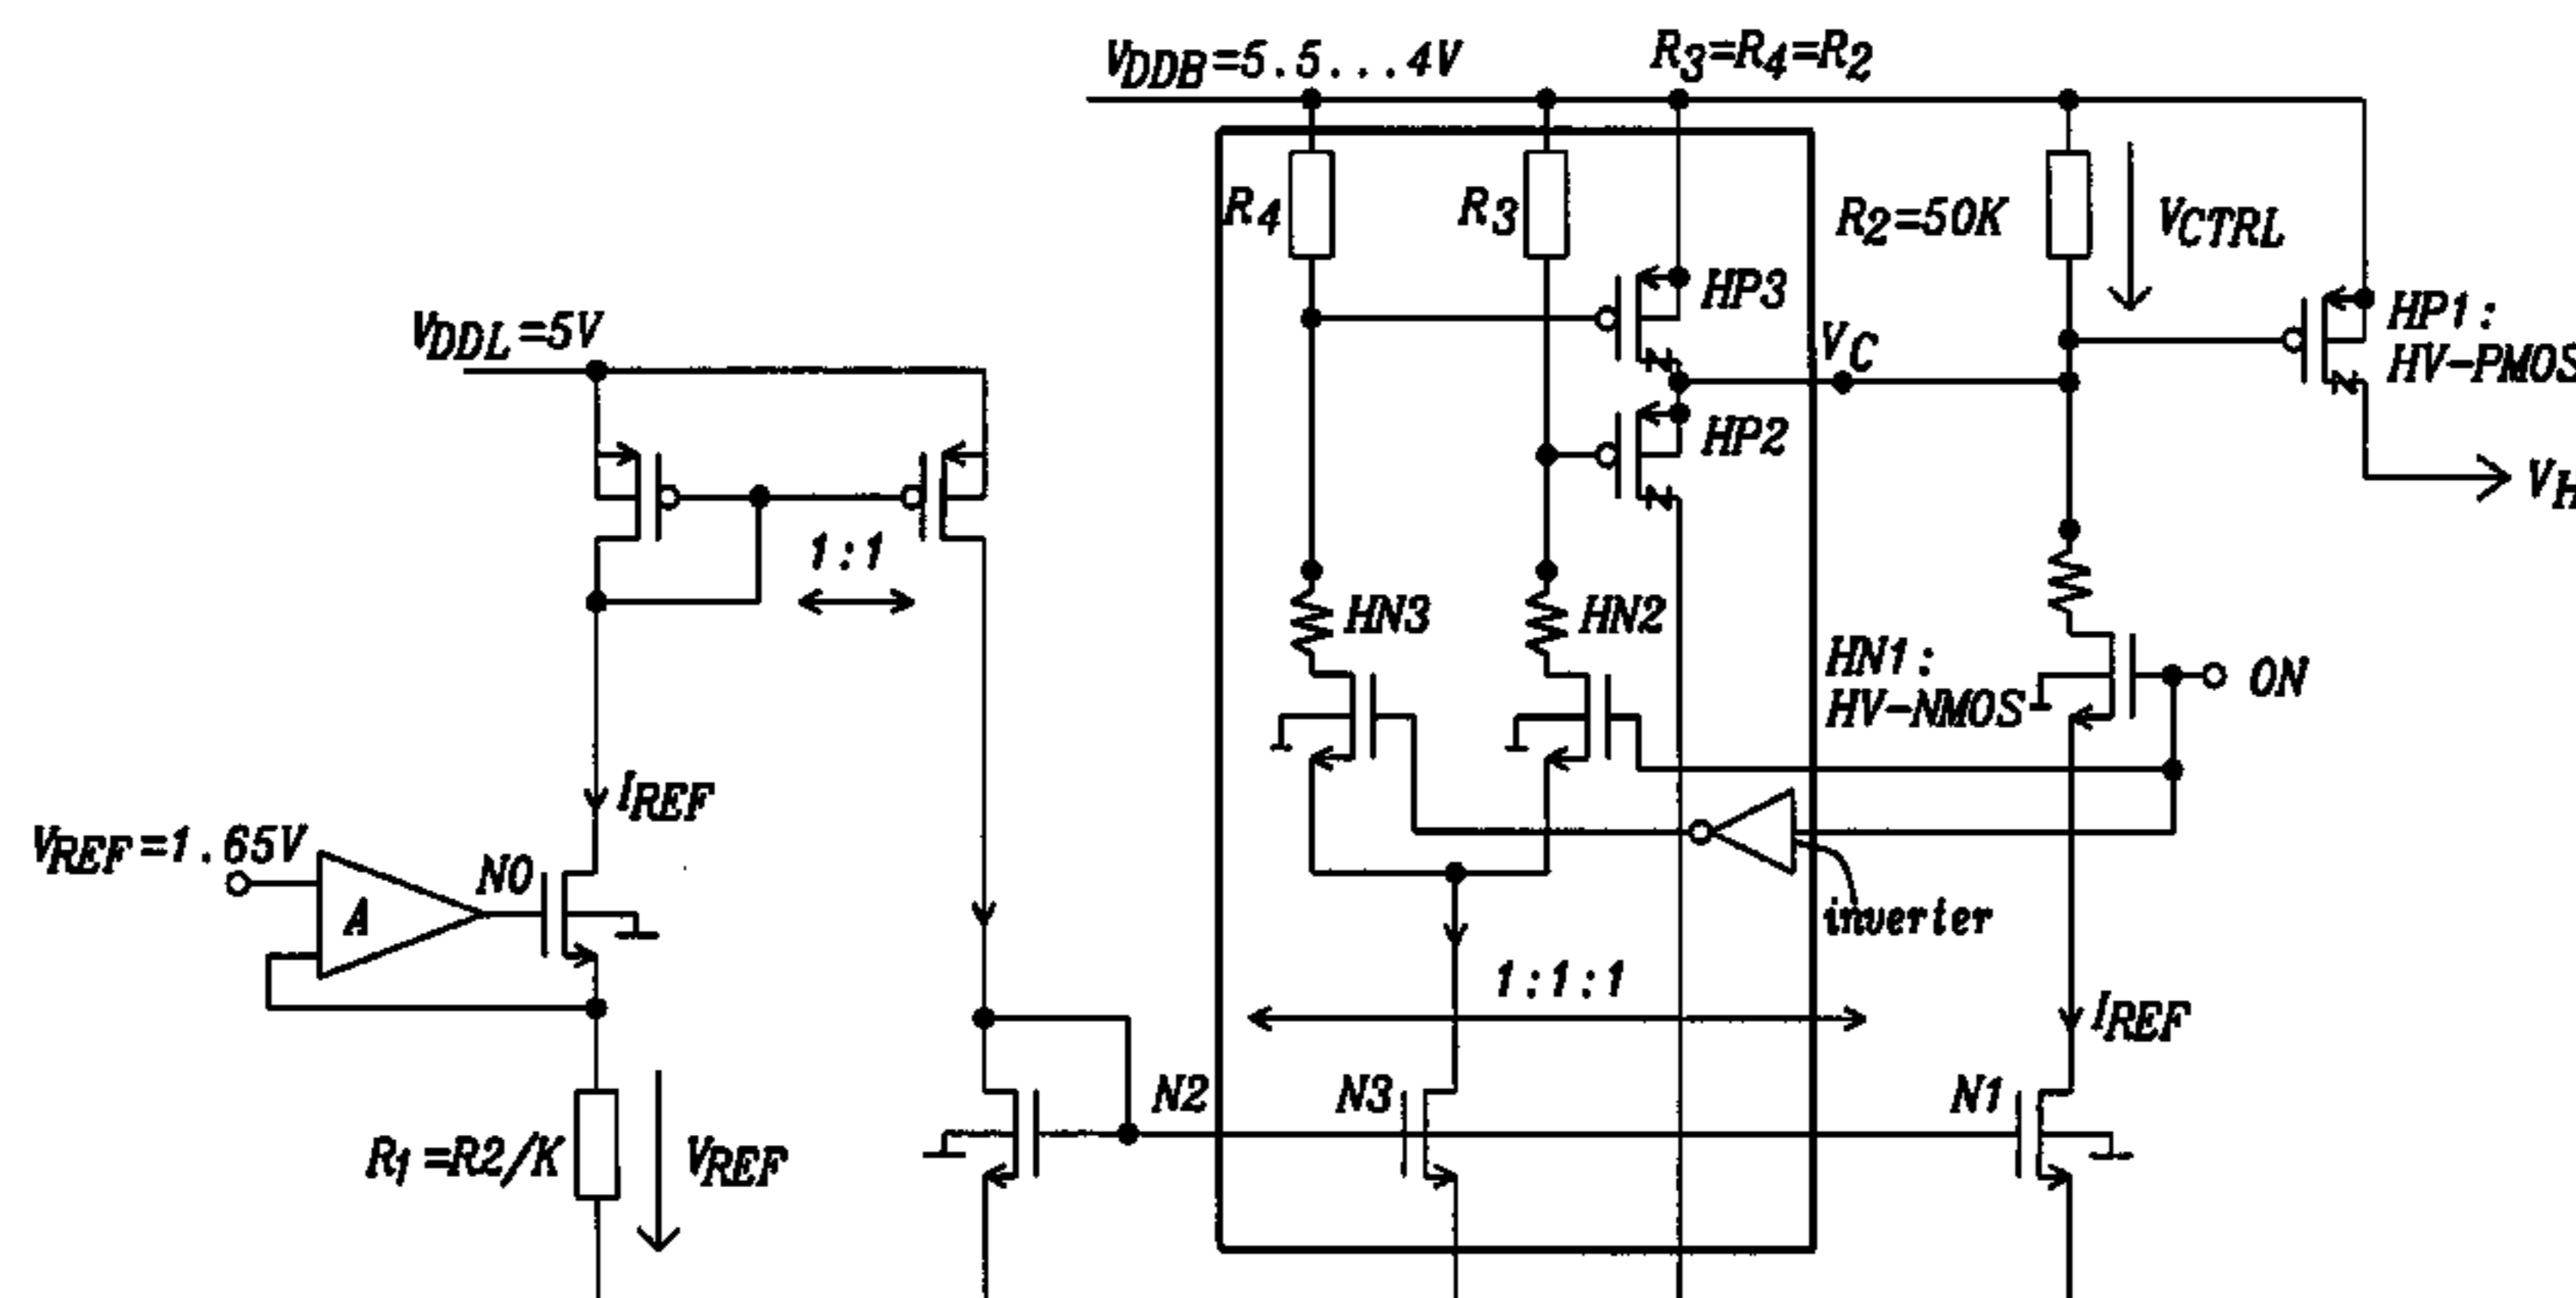 VDDB=5.5...4V
R3=R4=R2
R4
R3
R2=50K
VCTRL
HP3
HP1:
HV-PMOS
VDDL=5V
VC
HP2
VH
1:1
HN3
HN2
HN1:
HV-NMOS
ON
IREF
VREF=1.65V
N0
A
inverter
1:1:1
IREF
N2
N3
N1
R1=R2/K
VREF